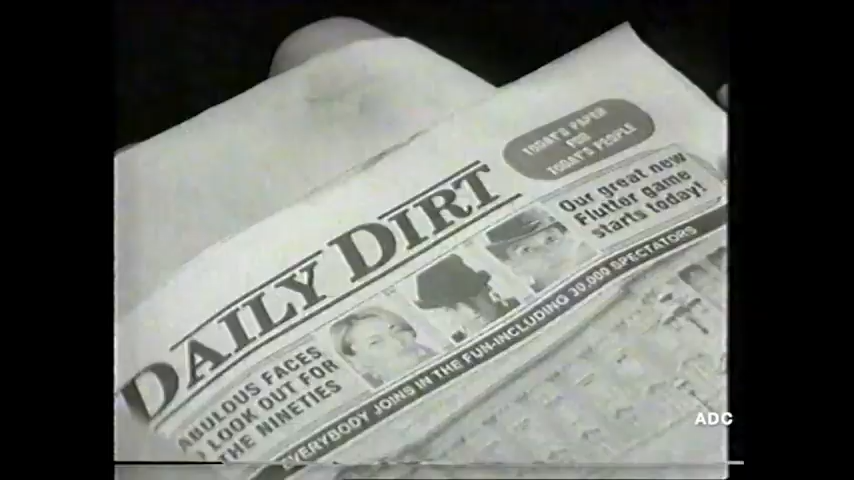 TODAY'S PAPER
FOR
TODAY'S PEOPLE
DAILY DIRT
Our great new
Flutter game
starts today!
ABULOUS FACES
O LOOK OUT FOR
THE NINETIES
EVERYBODY JOINS IN THE FUN-INCLUDING 30,000 SPECTATORS
ADC